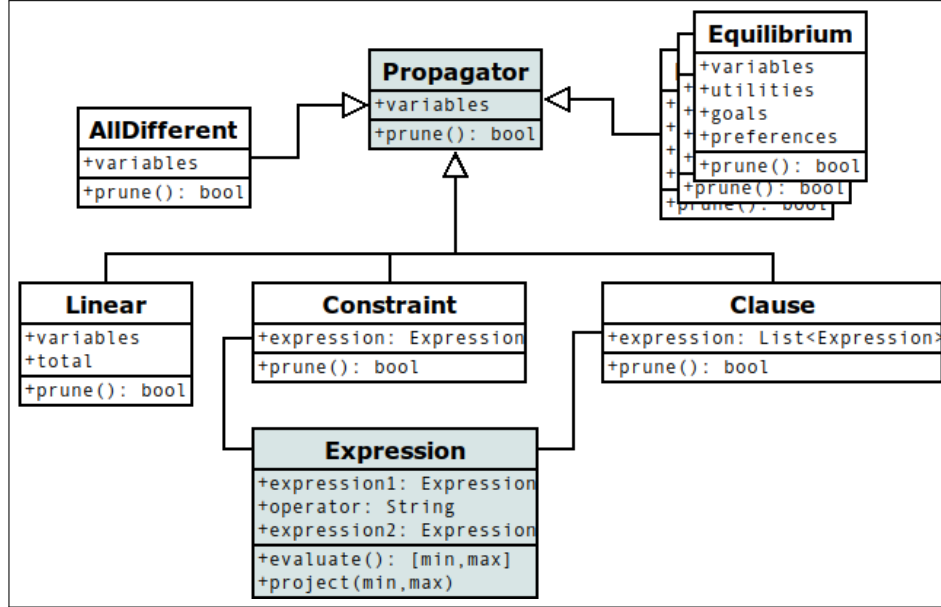 Propagator
+variables
+prune(): bool
AllDifferent
+variables
+prune(): bool
Equilibrium
+variables
+utilities
+goals
+preferences
+prune(): bool
+prune(): bool
+prune(): bool
Linear
+variables
+total
+prune(): bool
Constraint
+expression: Expression
+prune(): bool
Clause
+expression: List<Expression>
+prune(): bool
Expression
+expression1: Expression
+operator: String
+expression2: Expression
+evaluate(): [min,max]
+project(min,max)